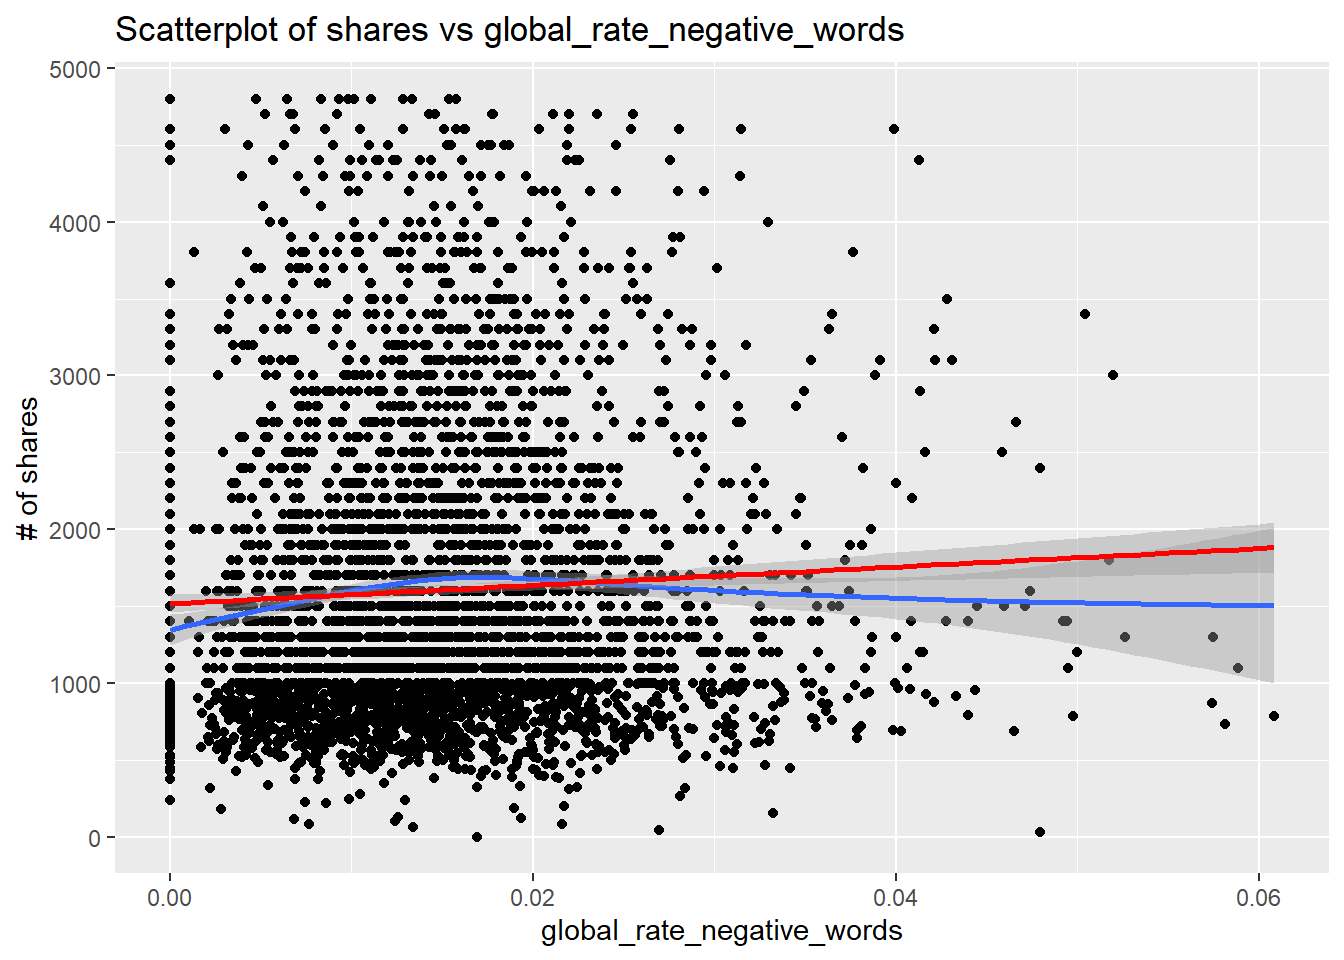 Scatterplot of shares vs global_rate_negative_words
5000
4000
3000
2000
1000
0
# of shares
0.00 0.02 0.04 0.06
global_rate_negative_words